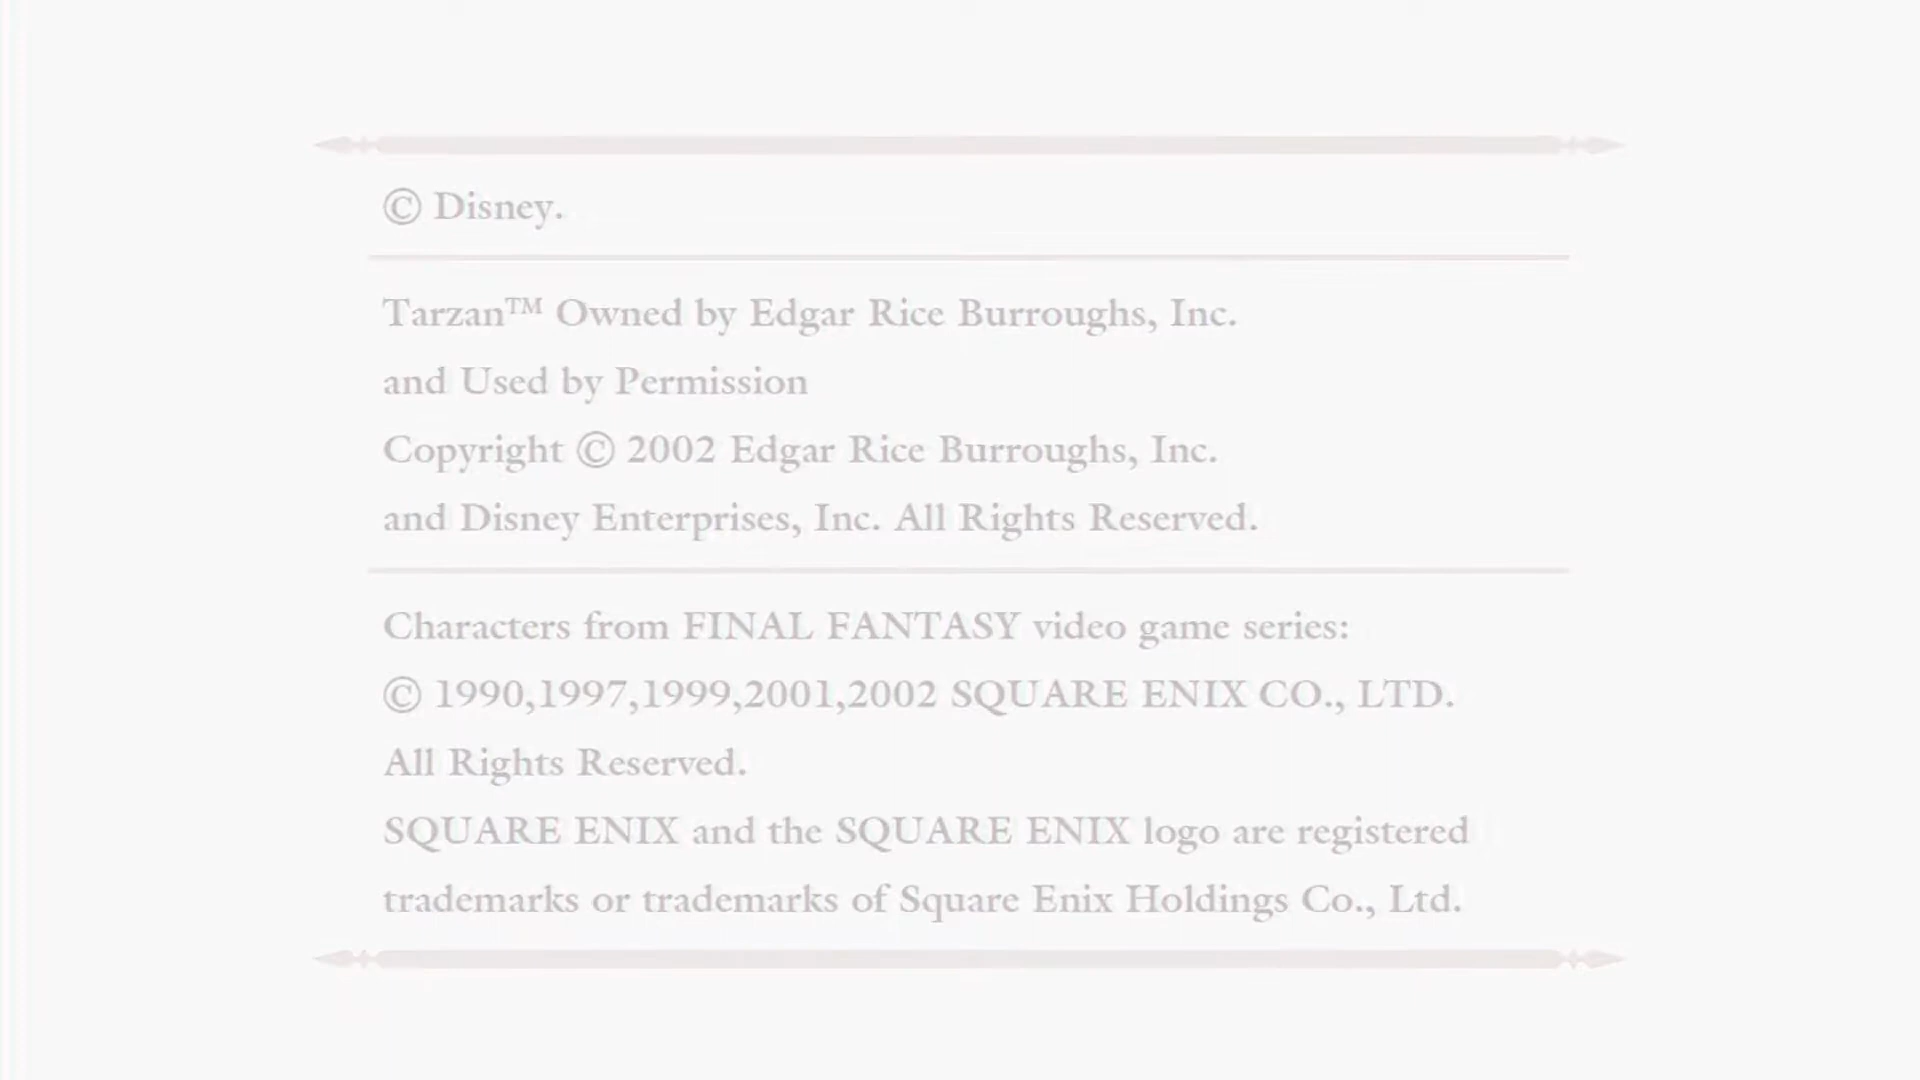 © Disney.
Tarzan™ Owned by Edgar Rice Burroughs, Inc.
and Used by Permission
Copyright © 2002 Edgar Rice Burroughs, Inc.
and Disney Enterprises, Inc. All Rights Reserved.
Characters from FINAL FANTASY video game series:
© 1990,1997,1999,2001,2002 SQUARE ENIX CO., LTD.
All Rights Reserved.
SQUARE ENIX and the SQUARE ENIX logo are registered
trademarks or trademarks of Square Enix Holdings Co., Ltd.